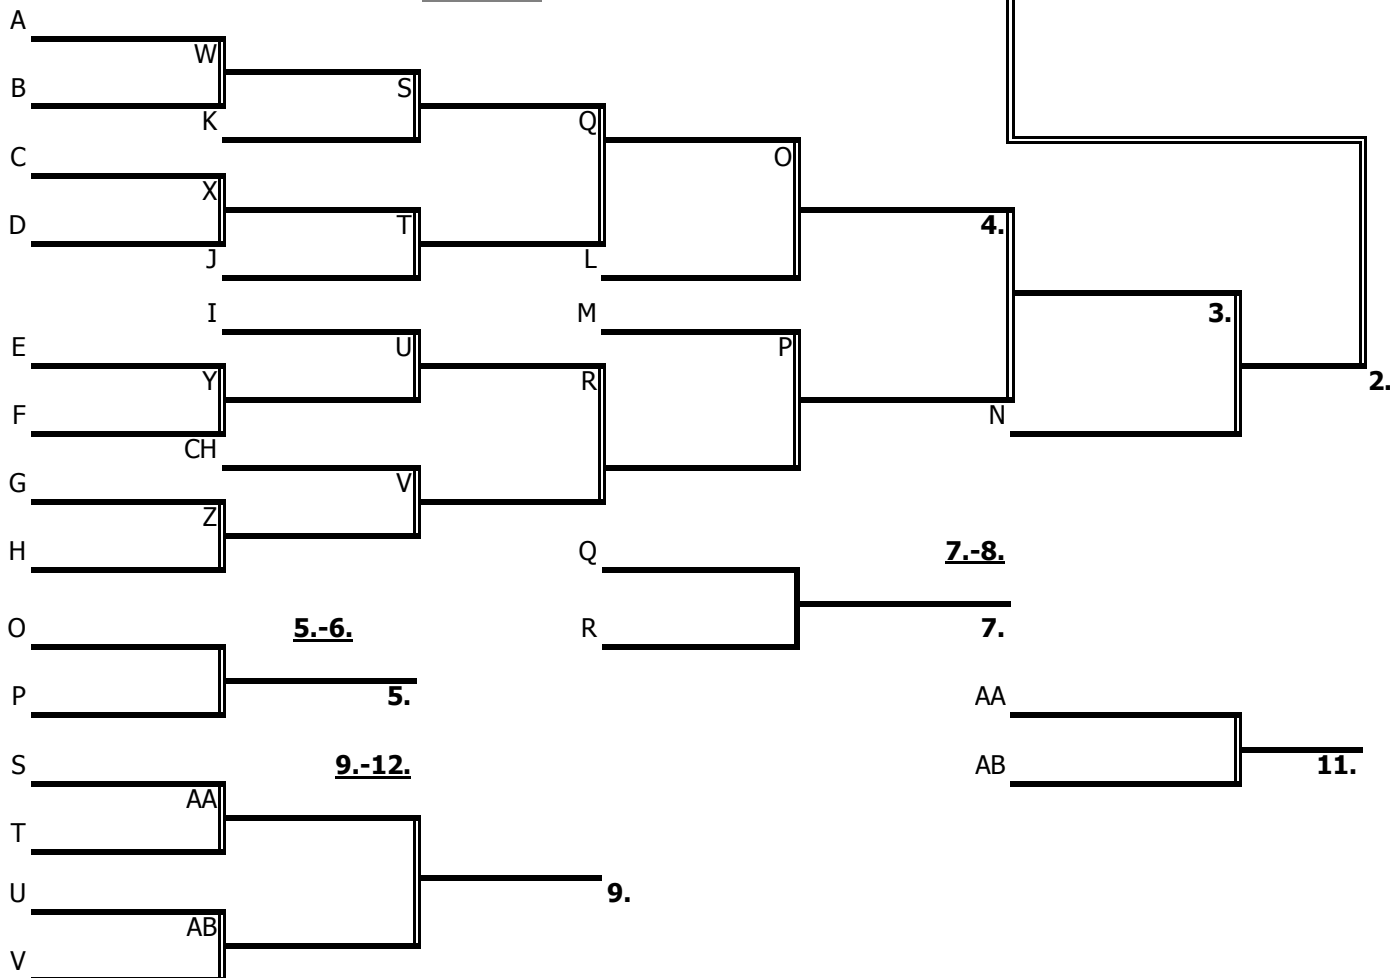 A
W
B
S
K
Q
C
O
X
D
T
4.
J
L
I
M
3.
E
U
P
Y
R
2.
F
N
CH
G
V
Z
H
Q
7.-8.
O
5.-6.
R
7.
P
5.
AA
S
9.-12.
AB
11.
AA
T
U
9.
AB
V